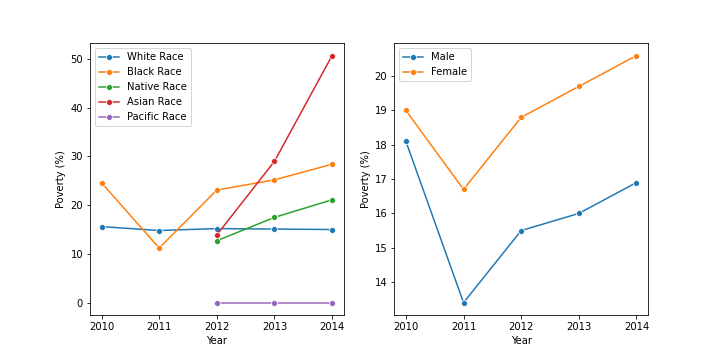 White Race
Black Race
Native Race
Asian Race
Pacific Race
Poverty (%)
50
40
30
20
10
0
2010 2011 2012 2013 2014
Year
Male
Female
Poverty (%)
20
19
18
17
16
15
14
2010 2011 2012 2013 2014
Year